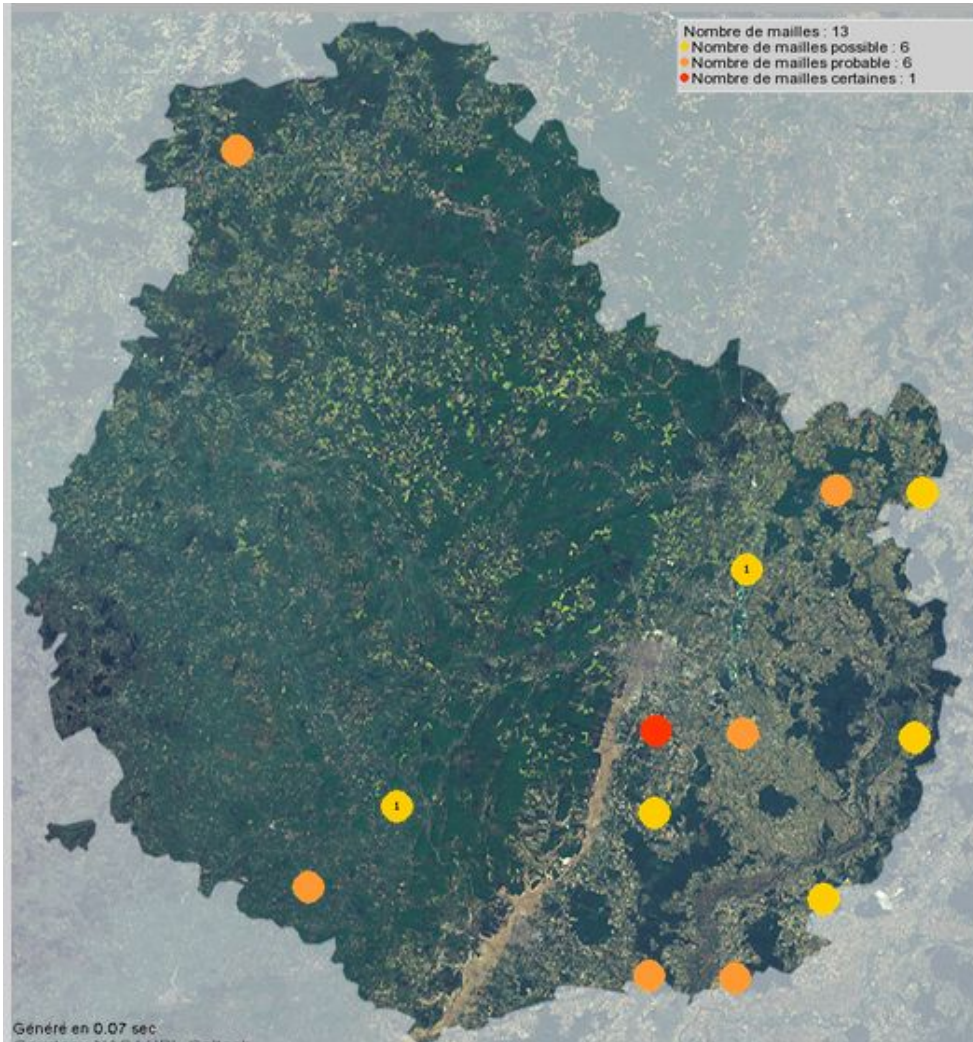 Nombre de mailles : 13
Nombre de mailles possible : 6
Nombre de mailles probable : 6
Nombre de mailles certaines : 1
1
1
Généré en 0.07 sec